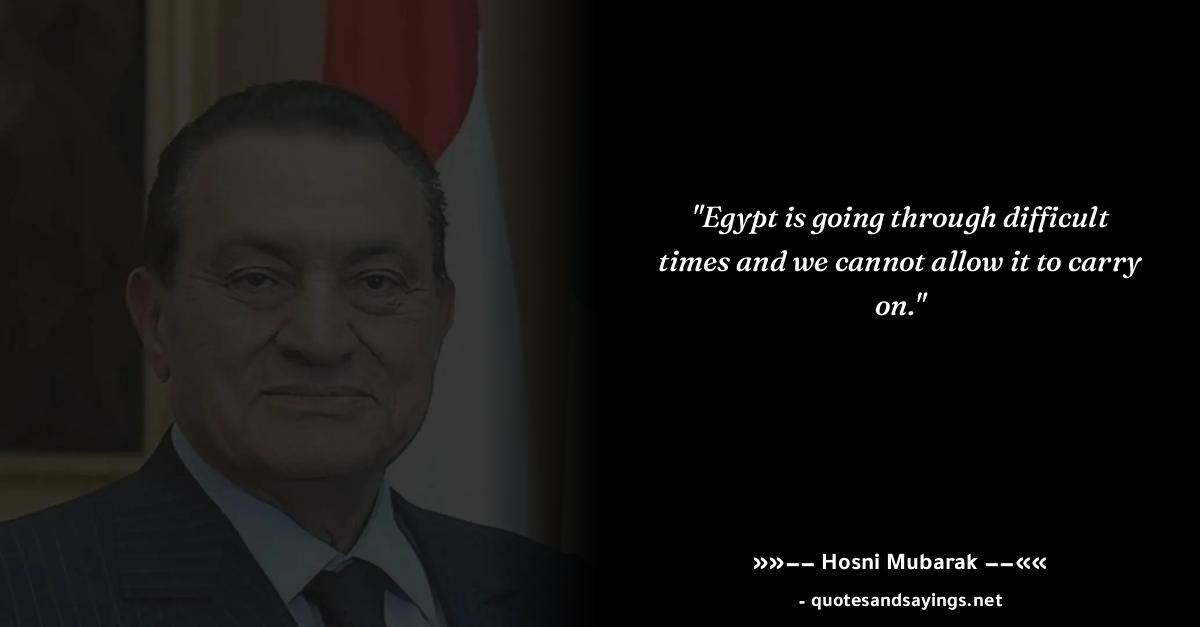 "Egypt is going through difficult
times and we cannot allow it to carry
on."
»»–– Hosni Mubarak ––««
- quotesandsayings.net